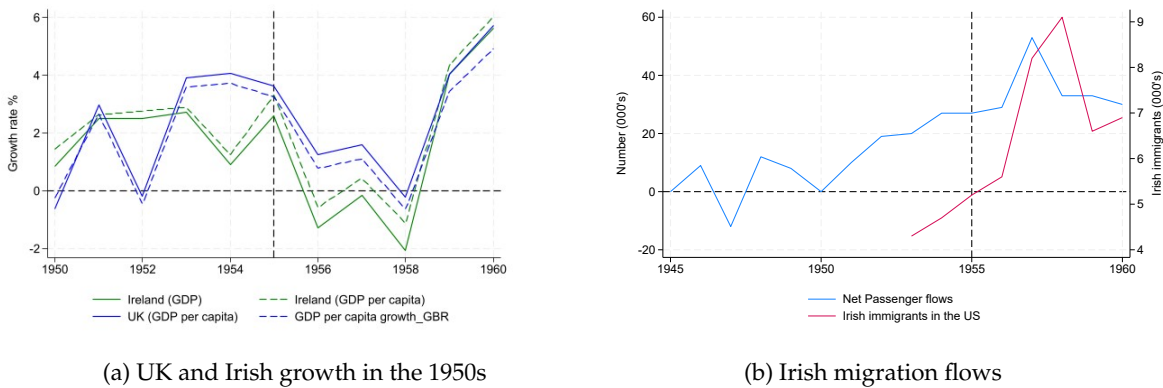 6
4
2
0
-2
Growth rate %
1950 1952 1954 1956 1958 1960
Ireland (GDP) Ireland (GDP per capita)
UK (GDP per capita) GDP per capita growth_GBR
(a) UK and Irish growth in the 1950s
60
40
20
0
-20
Number (000's)
9
8
7
6
5
4
Irish immigrants (000's)
1945 1950 1955 1960
Net Passenger flows
Irish immigrants in the US
(b) Irish migration flows